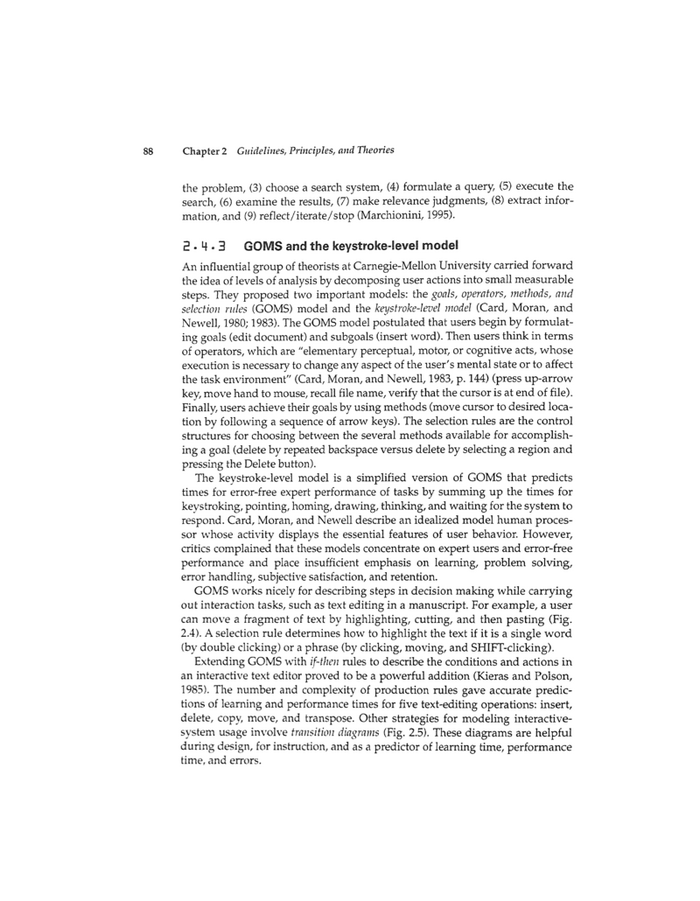 88 Chapter 2 Guidelines, Principles, and Theories
the problem, (3) choose a search system, (4) formulate a query, (5) execute the
search, (6) examine the results, (7) make relevance judgments, (8) extract infor-
mation, and (9) reflect/iterate/stop (Marchionini, 1995).
2.4.3 GOMS and the keystroke-level model
An influential group of theorists at Carnegie-Mellon University carried forward
the idea of levels of analysis by decomposing user actions into small measurable
steps. They proposed two important models: the goals, operators, methods, and
selection rules (GOMS) model and the keystroke-level model (Card, Moran, and
Newell, 1980; 1983). The GOMS model postulated that users begin by formulat-
ing goals (edit document) and subgoals (insert word). Then users think in terms
of operators, which are “elementary perceptual, motor, or cognitive acts, whose
execution is necessary to change any aspect of the user's mental state or to affect
the task environment” (Card, Moran, and Newell, 1983, p. 144) (press up-arrow
key, move hand to mouse, recall file name, verify that the cursor is at end of file).
Finally, users achieve their goals by using methods (move cursor to desired loca-
tion by following a sequence of arrow keys). The selection rules are the control
structures for choosing between the several methods available for accomplish-
ing a goal (delete by repeated backspace versus delete by selecting a region and
pressing the Delete button).
The keystroke-level model is a simplified version of GOMS that predicts
times for error-free expert performance of tasks by summing up the times for
keystroking, pointing, homing, drawing, thinking, and waiting for the system to
respond. Card, Moran, and Newell describe an idealized model human proces-
sor whose activity displays the essential features of user behavior. However,
critics complained that these models concentrate on expert users and error-free
performance and place insufficient emphasis on learning, problem solving,
error handling, subjective satisfaction, and retention.
GOMS works nicely for describing steps in decision making while carrying
out interaction tasks, such as text editing in a manuscript. For example, a user
can move a fragment of text by highlighting, cutting, and then pasting (Fig.
2.4). A selection rule determines how to highlight the text if it is a single word
(by double clicking) or a phrase (by clicking, moving, and SHIFT-clicking).
Extending GOMS with if-then rules to describe the conditions and actions in
an interactive text editor proved to be a powerful addition (Kieras and Polson,
1985). The number and complexity of production rules gave accurate predic-
tions of learning and performance times for five text-editing operations: insert,
delete, copy, move, and transpose. Other strategies for modeling interactive-
system usage involve transition diagrams (Fig. 2.5). These diagrams are helpful
during design, for instruction, and as a predictor of learning time, performance
time, and errors.